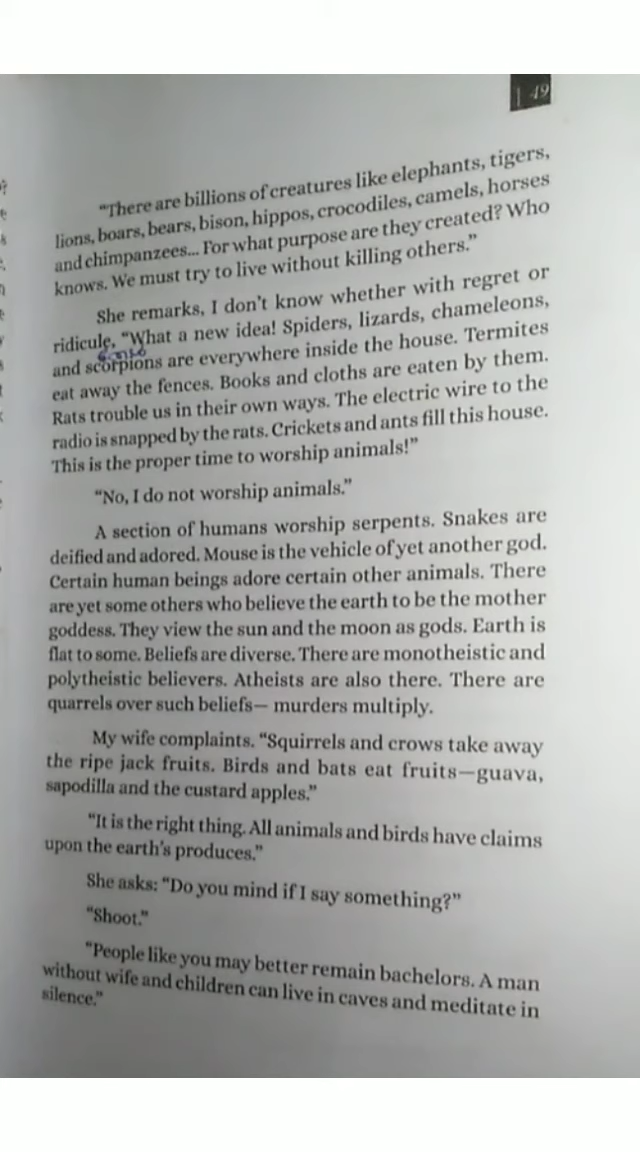 | 49
"There are billions of creatures like elephants, tigers,
lions, boars, bears, bison, hippos, crocodiles, camels, horses
and chimpanzees... For what purpose are they created? Who
knows. We must try to live without killing others."
She remarks, I don't know whether with regret or
ridicule, "What a new idea! Spiders, lizards, chameleons,
and scorpions are everywhere inside the house. Termites
eat away the fences. Books and cloths are eaten by them.
Rats trouble us in their own ways. The electric wire to the
radio is snapped by the rats. Crickets and ants fill this house.
This is the proper time to worship animals!"
"No, I do not worship animals."
A section of humans worship serpents. Snakes are
deified and adored. Mouse is the vehicle of yet another god.
Certain human beings adore certain other animals. There
are yet some others who believe the earth to be the mother
goddess. They view the sun and the moon as gods. Earth is
flat to some. Beliefs are diverse. There are monotheistic and
polytheistic believers. Atheists are also there. There are
quarrels over such beliefs— murders multiply.
My wife complaints. "Squirrels and crows take away
the ripe jack fruits. Birds and bats eat fruits—guava,
sapodilla and the custard apples."
"It is the right thing. All animals and birds have claims
upon the earth's produces."
She asks: "Do you mind if I say something?"
"Shoot."
"People like you may better remain bachelors. A man
without wife and children can live in caves and meditate in
silence."